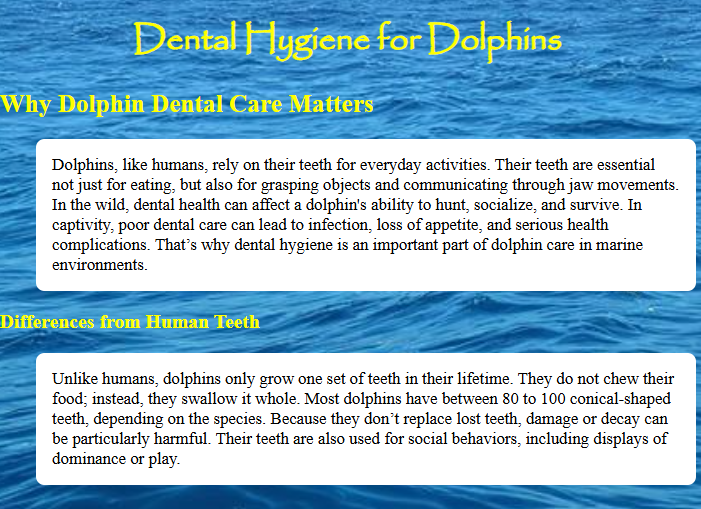 Dental Hygiene for Dolphins
Why Dolphin Dental Care Matters
Dolphins, like humans, rely on their teeth for everyday activities. Their teeth are essential
not just for eating, but also for grasping objects and communicating through jaw movements.
In the wild, dental health can affect a dolphin's ability to hunt, socialize, and survive. In
captivity, poor dental care can lead to infection, loss of appetite, and serious health
complications. That’s why dental hygiene is an important part of dolphin care in marine
environments.
Differences from Human Teeth
Unlike humans, dolphins only grow one set of teeth in their lifetime. They do not chew their
food; instead, they swallow it whole. Most dolphins have between 80 to 100 conical-shaped
teeth, depending on the species. Because they don’t replace lost teeth, damage or decay can
be particularly harmful. Their teeth are also used for social behaviors, including displays of
dominance or play.